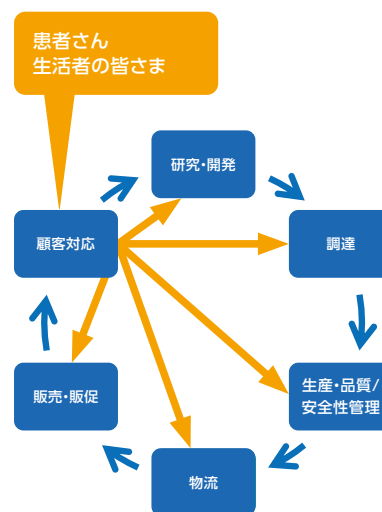 患者さん
生活者の皆さま
研究・開発
顧客対応
調達
販売・販促
生産・品質/
安全性管理
物流